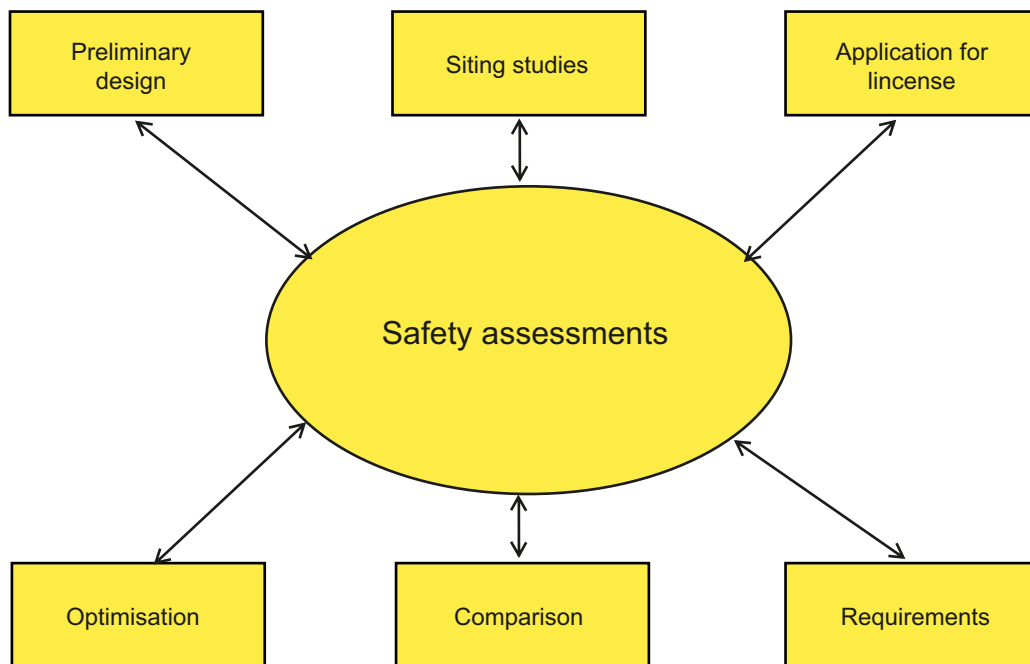 Preliminary
design
Siting studies
Application for
lincense
Safety assessments
Optimisation
Comparison
Requirements